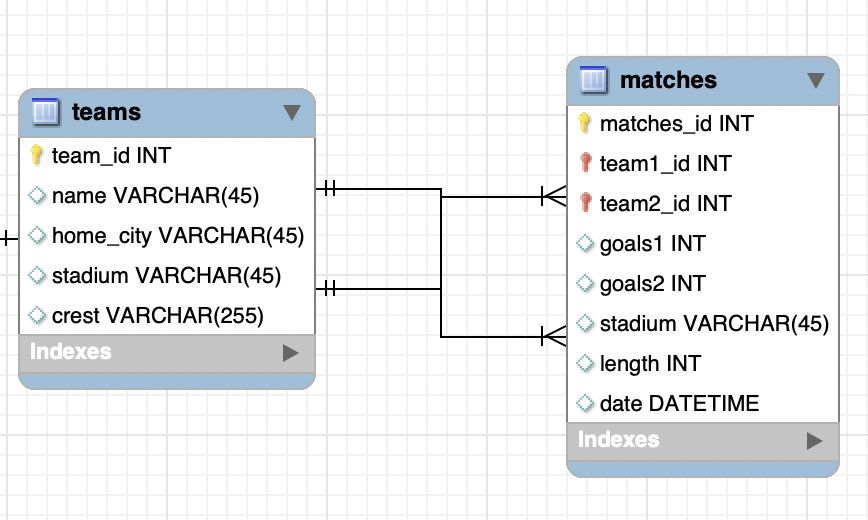 teams
team_id INT
name VARCHAR(45)
home_city VARCHAR(45)
stadium VARCHAR(45)
crest VARCHAR(255)
Indexes
matches
matches_id INT
team1_id INT
team2_id INT
goals1 INT
goals2 INT
stadium VARCHAR(45)
length INT
date DATETIME
Indexes